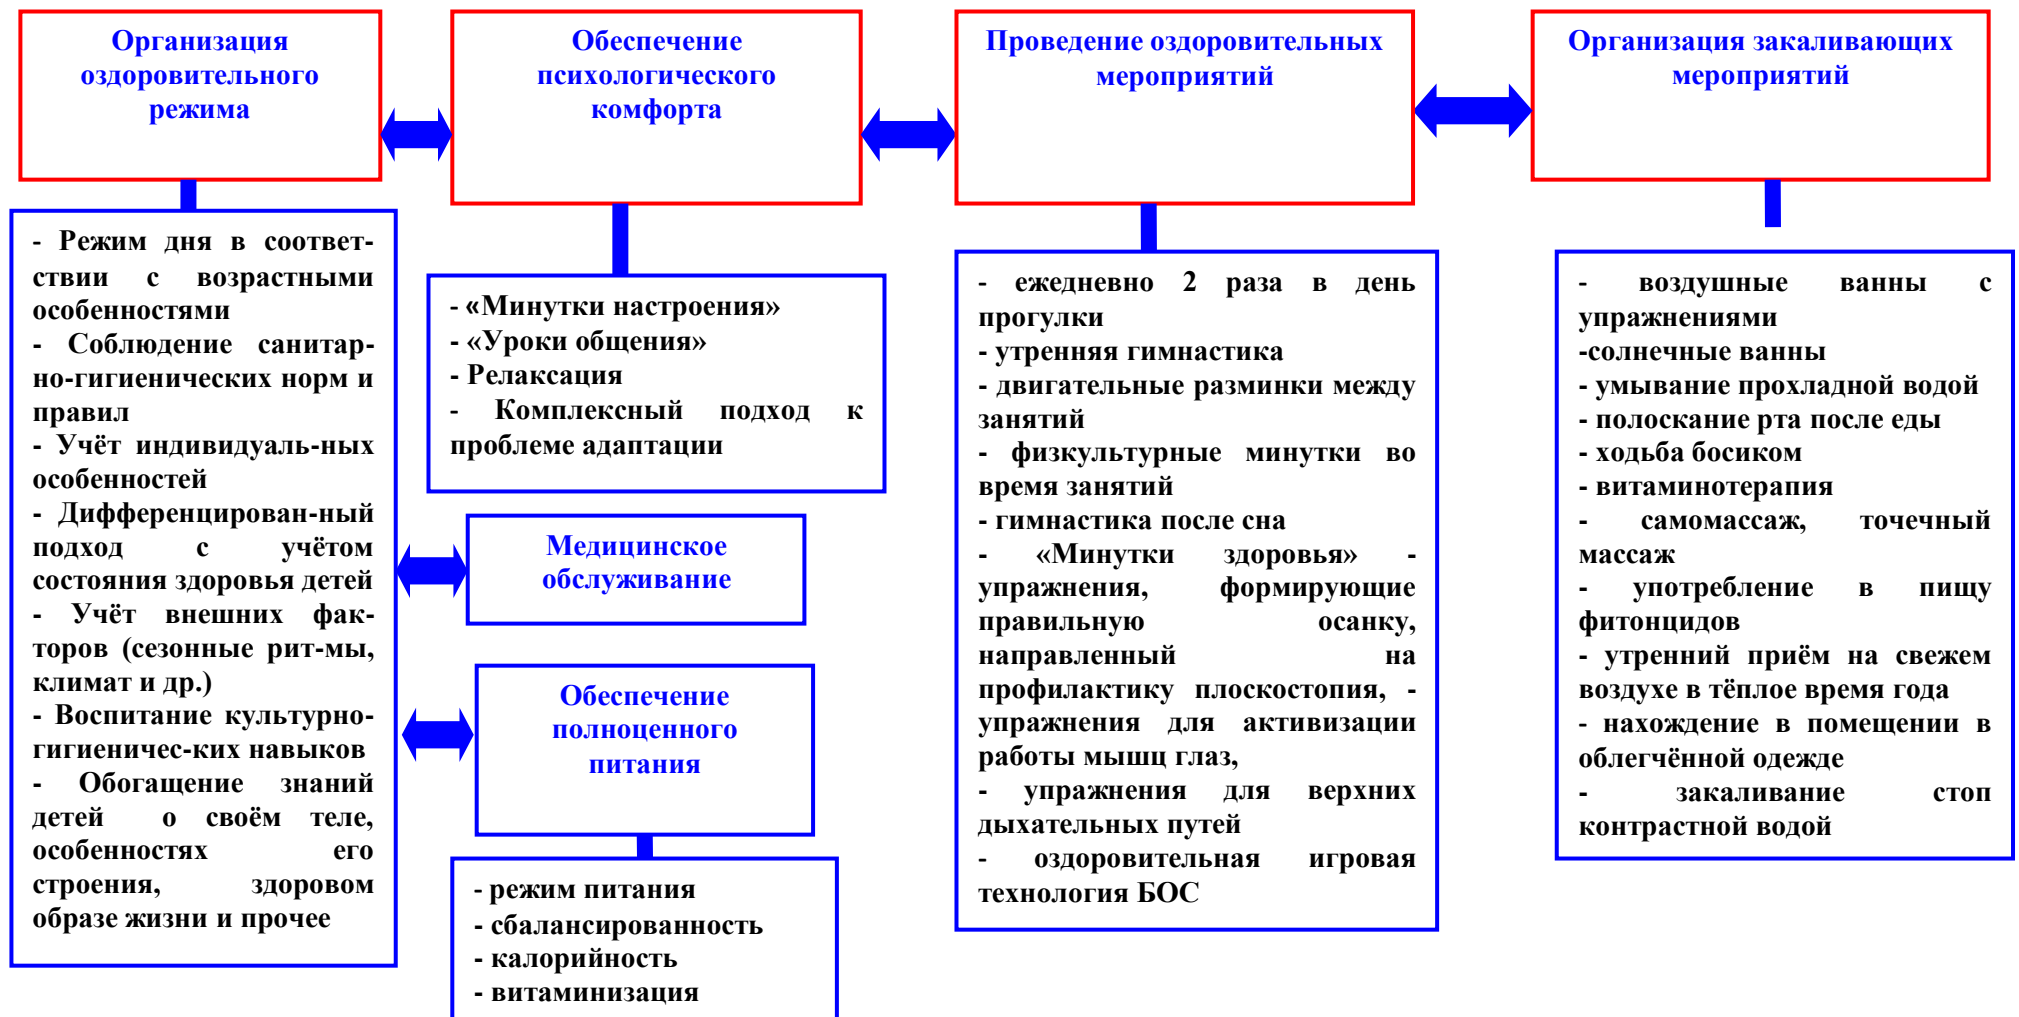 Организация
оздоровительного
режима
Обеспечение
психологического
комфорта
Проведение оздоровительных
мероприятий
Организация закаливающих
мероприятий
- Режим дня в соответ-
ствии с возрастными
особенностями
- Соблюдение санитар-
но-гигиенических норм и
правил
- Учёт индивидуаль-ных
особенностей
- Дифференцирован-ный
подход с учётом
состояния здоровья детей
- Учёт внешних фак-
торов (сезонные рит-мы,
климат и др.)
- Воспитание культурно-
гигиеничес-ких навыков
- Обогащение знаний
детей о своём теле,
особенностях его
строения, здоровом
образе жизни и прочее
- «Минутки настроения»
- «Уроки общения»
- Релаксация
- Комплексный подход к
проблеме адаптации
Медицинское
обслуживание
Обеспечение
полноценного
питания
- режим питания
- сбалансированность
- калорийность
- витаминизация
- ежедневно 2 раза в день
прогулки
- утренняя гимнастика
- двигательные разминки между
занятий
- физкультурные минутки во
время занятий
- гимнастика после сна
- «Минутки здоровья» -
упражнения, формирующие
правильную осанку,
направленный на
профилактику плоскостопия, -
упражнения для активизации
работы мышц глаз,
- упражнения для верхних
дыхательных путей
- оздоровительная игровая
технология БОС
- воздушные ванны с
упражнениями
-солнечные ванны
- умывание прохладной водой
- полоскание рта после еды
- ходьба босиком
- витаминотерапия
- самомассаж, точечный
массаж
- употребление в пищу
фитонцидов
- утренний приём на свежем
воздухе в тёплое время года
- нахождение в помещении в
облегчённой одежде
- закаливание стоп
контрастной водой